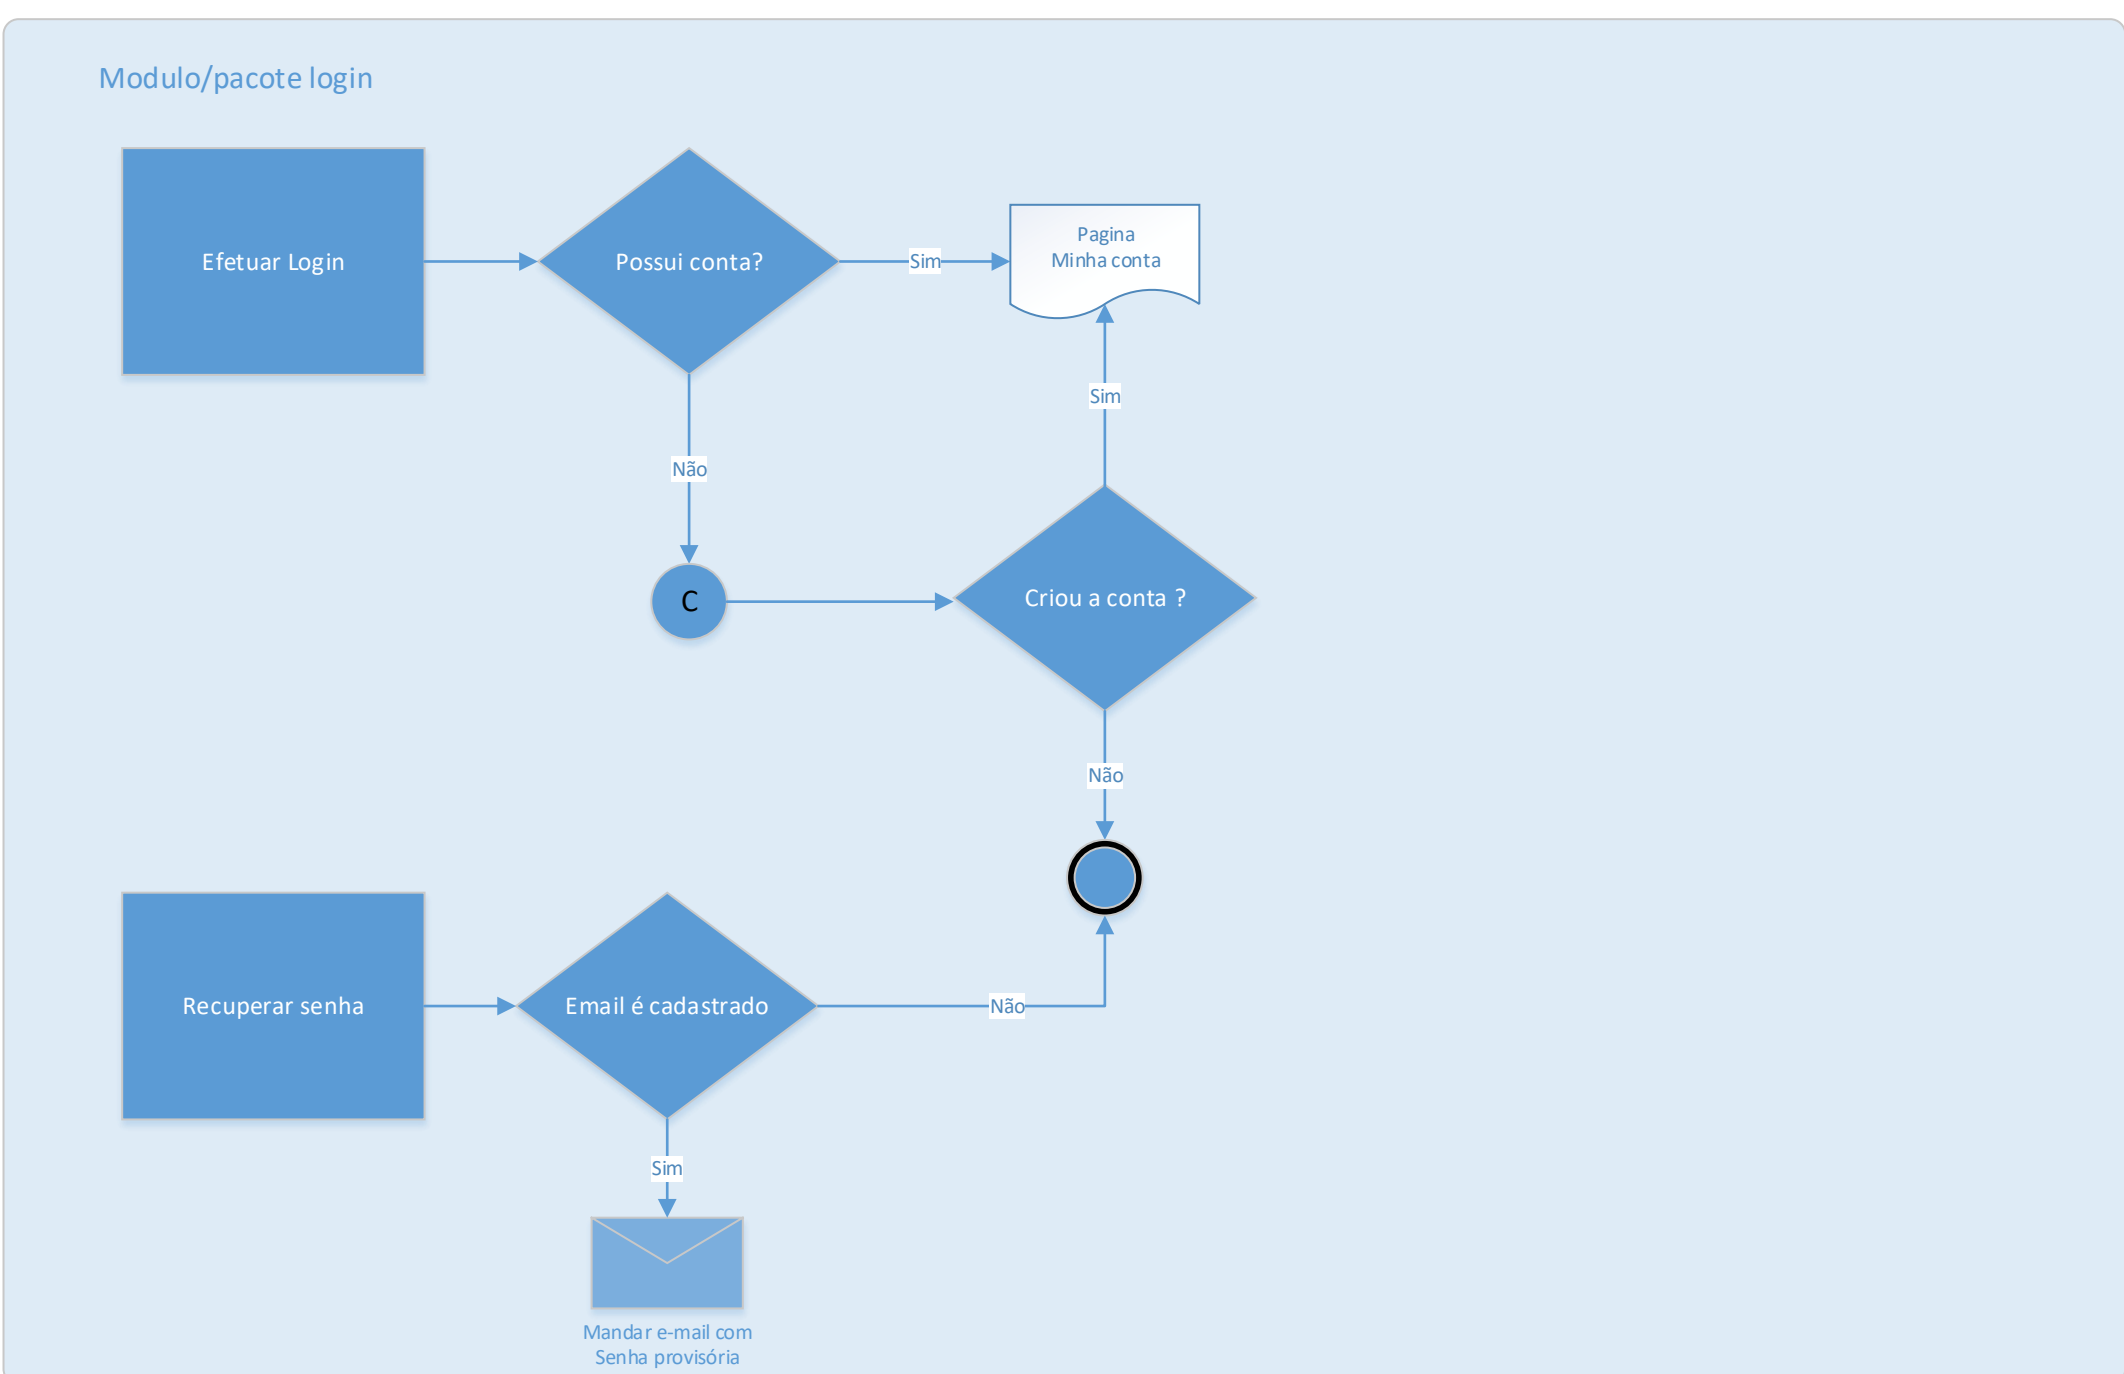 Modulo/pacote login
Efetuar Login
Possui conta?
Sim
Pagina
Minha conta
Sim
Não
C
Criou a conta ?
Não
Recuperar senha
Email é cadastrado
Não
Sim
Mandar e-mail com
Senha provisória